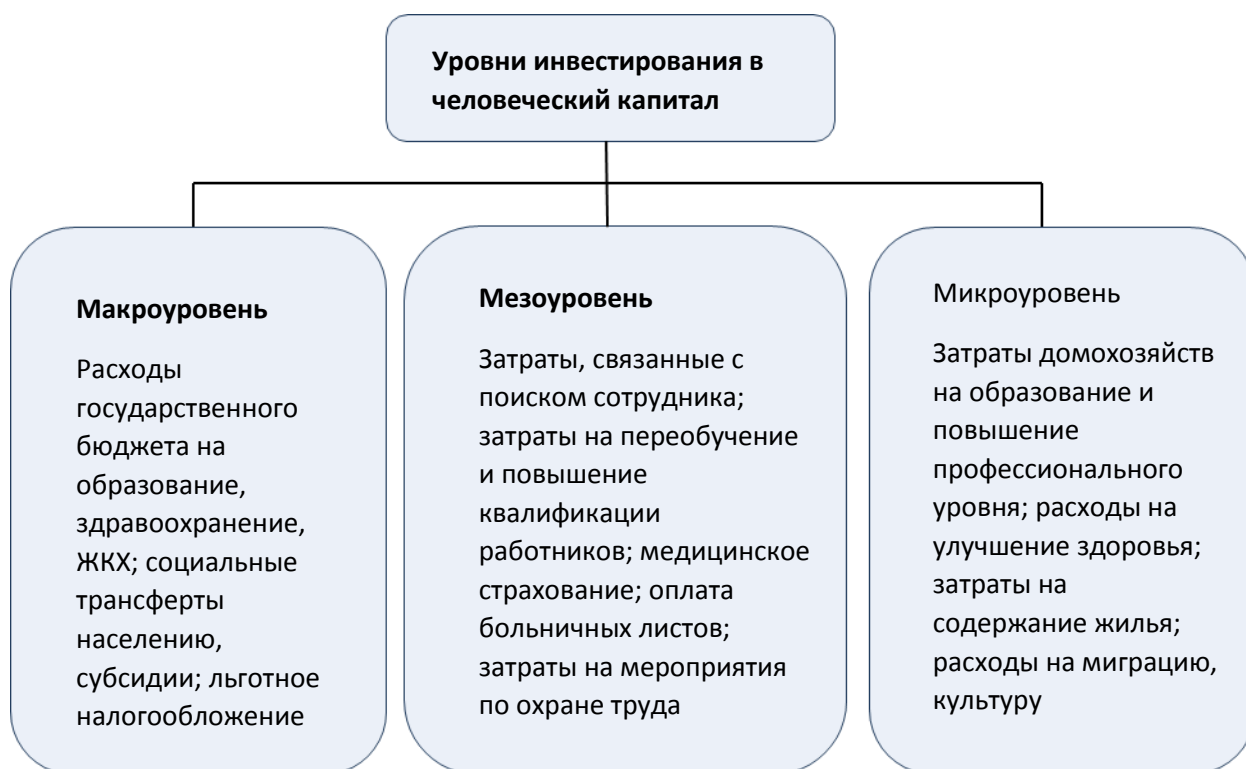 Уровни инвестирования в
человеческий капитал
Макроуровень
Расходы
государственного
бюджета на
образование,
здравоохранение,
ЖКХ; социальные
трансферты
населению,
субсидии; льготное
налогообложение
Мезоуровень
Затраты, связанные с
поиском сотрудника;
затраты на переобучение
и повышение
квалификации
работников; медицинское
страхование; оплата
больничных листов;
затраты на мероприятия
по охране труда
Микроуровень
Затраты домохозяйств
на образование и
повышение
профессионального
уровня; расходы на
улучшение здоровья;
затраты на
содержание жилья;
расходы на миграцию,
культуру